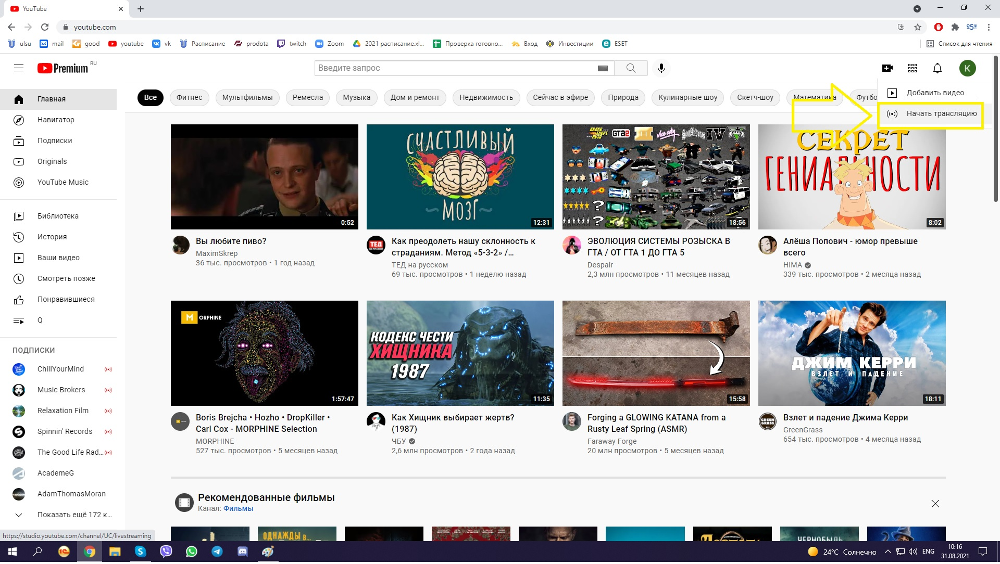 YouTube
youtube.com
25°
ulsu
mail
good
youtube
vk
Расписание
prodota
twitch
Zoom
2021 расписание.xl...
Проверка готовно...
Вход
Инвестиции
ESET
Список для чтения
Premium RU
Введите запрос
K
Добавить видео
Начать трансляцию
Все
Фитнес
Мультфильмы
Ремесла
Музыка
Дом и ремонт
Недвижимость
Сейчас в эфире
Природа
Кулинарные шоу
Скетч-шоу
Математика
Футбо
Главная
Навигатор
Подписки
Originals
YouTube Music
Библиотека
История
Ваши видео
Смотреть позже
Понравившиеся
Q
ПОДПИСКИ
ChillYourMind
Music Brokers
Relaxation Film
Spinnin' Records
The Good Life Rad...
AcademeG
AdamThomasMoran
Показать ещё 172 к...
0:52
Вы любите пиво?
MaximSkrep
36 тыс. просмотров • 1 год назад
СЧАСТЛИВЫЙ
МОЗГ
12:31
ТЕД
Как преодолеть нашу склонность к
страданиям. Метод «5-3-2» /...
ТЕД на русском
69 тыс. просмотров • 1 неделю назад
GTA2
Vice City
San Andreas
IV
V
? ?
18:56
ЭВОЛЮЦИЯ СИСТЕМЫ РОЗЫСКА В
ГТА / ОТ ГТА 1 ДО ГТА 5
Despair
2,3 млн просмотров • 11 месяцев назад
СЕКРЕТ
ГЕНИАЛЬНОСТИ
8:02
Алёша Попович - юмор превыше
всего
HIMA
339 тыс. просмотров • 2 месяца назад
M ORPHINE
1:57:47
Boris Brejcha • Hozho • DropKiller •
Carl Cox - MORPHINE Selection
MORPHINE
527 тыс. просмотров • 5 месяцев назад
КОДЕКС ЧЕСТИ
ХИЩНИКА
1987
11:35
Как Хищник выбирает жертв?
(1987)
ЧБУ
2,6 млн просмотров • 2 года назад
15:58
Forging a GLOWING KATANA from a
Rusty Leaf Spring (ASMR)
Faraway Forge
20 млн просмотров • 5 месяцев назад
ДЖИМ КЕРРИ
ВЗЛЕТ И ПАДЕНИЕ
18:11
GREEN
GRASS
Взлет и падение Джима Керри
GreenGrass
654 тыс. просмотров • 4 месяца назад
Рекомендованные фильмы
Канал: Фильмы
ОДНАЖДЫ В...
ЧЕРНОБЫЛЬ
https://studio.youtube.com/channel/UC/livestreaming
24°C Солнечно
ENG
10:16
31.08.2021